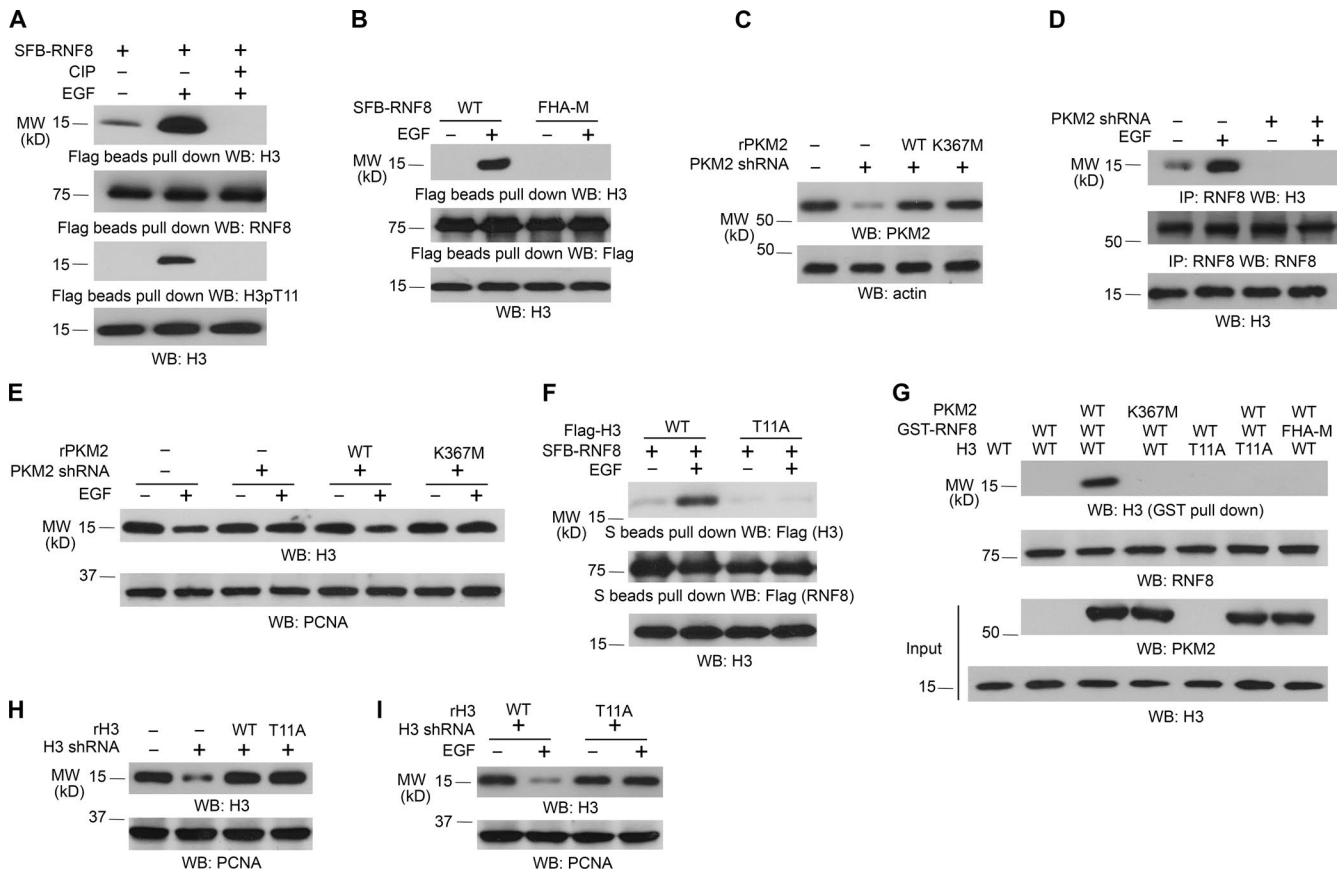 A
SFB-RNF8 + + +
CIP – – +
EGF – + +
MW (kD) 15
Flag beads pull down WB: H3
75
Flag beads pull down WB: RNF8
15
Flag beads pull down WB: H3pT11
15
WB: H3
B
SFB-RNF8 WT FHA-M
EGF – + – +
MW (kD) 15
Flag beads pull down WB: H3
75
Flag beads pull down WB: Flag
15
WB: H3
C
rPKM2 – – WT K367M
PKM2 shRNA – + + +
MW (kD) 50
WB: PKM2
50
WB: actin
D
PKM2 shRNA – – + +
EGF – + – +
MW (kD) 15
IP: RNF8 WB: H3
50
IP: RNF8 WB: RNF8
15
WB: H3
E
rPKM2 – – WT K367M
PKM2 shRNA – + + +
EGF – + – + – + – +
MW (kD) 15
WB: H3
37
WB: PCNA
F
Flag-H3 WT T11A
SFB-RNF8 + + + +
EGF – + – +
MW (kD) 15
S beads pull down WB: Flag (H3)
75
S beads pull down WB: Flag (RNF8)
15
WB: H3
G
PKM2 WT K367M WT WT
GST-RNF8 WT WT WT WT WT FHA-M
H3 WT WT WT WT T11A T11A WT
MW (kD) 15
WB: H3 (GST pull down)
75
WB: RNF8
50
WB: PKM2
Input
15
WB: H3
H
rH3 – – WT T11A
H3 shRNA – + + +
MW (kD) 15
WB: H3
37
WB: PCNA
I
rH3 WT T11A
H3 shRNA + +
EGF – + – +
MW (kD) 15
WB: H3
37
WB: PCNA